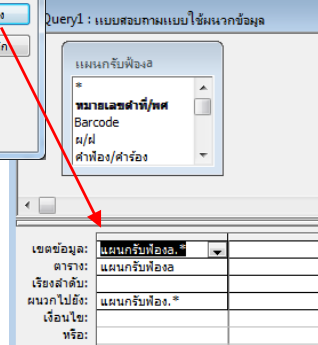 ง
ก
Query1 : แบบสอบถามแบบใช้ผนวกข้อมูล
แผนกรับฟ้องa
*
หมายเลขดำที่/พศ
Barcode
ผ/ฝ
คำฟ้อง/คำร้อง
เขตข้อมูล: แผนกรับฟ้องa.*
ตาราง: แผนกรับฟ้องa
เรียงลำดับ:
ผนวกไปยัง: แผนกรับฟ้อง.*
เงื่อนไข:
หรือ: